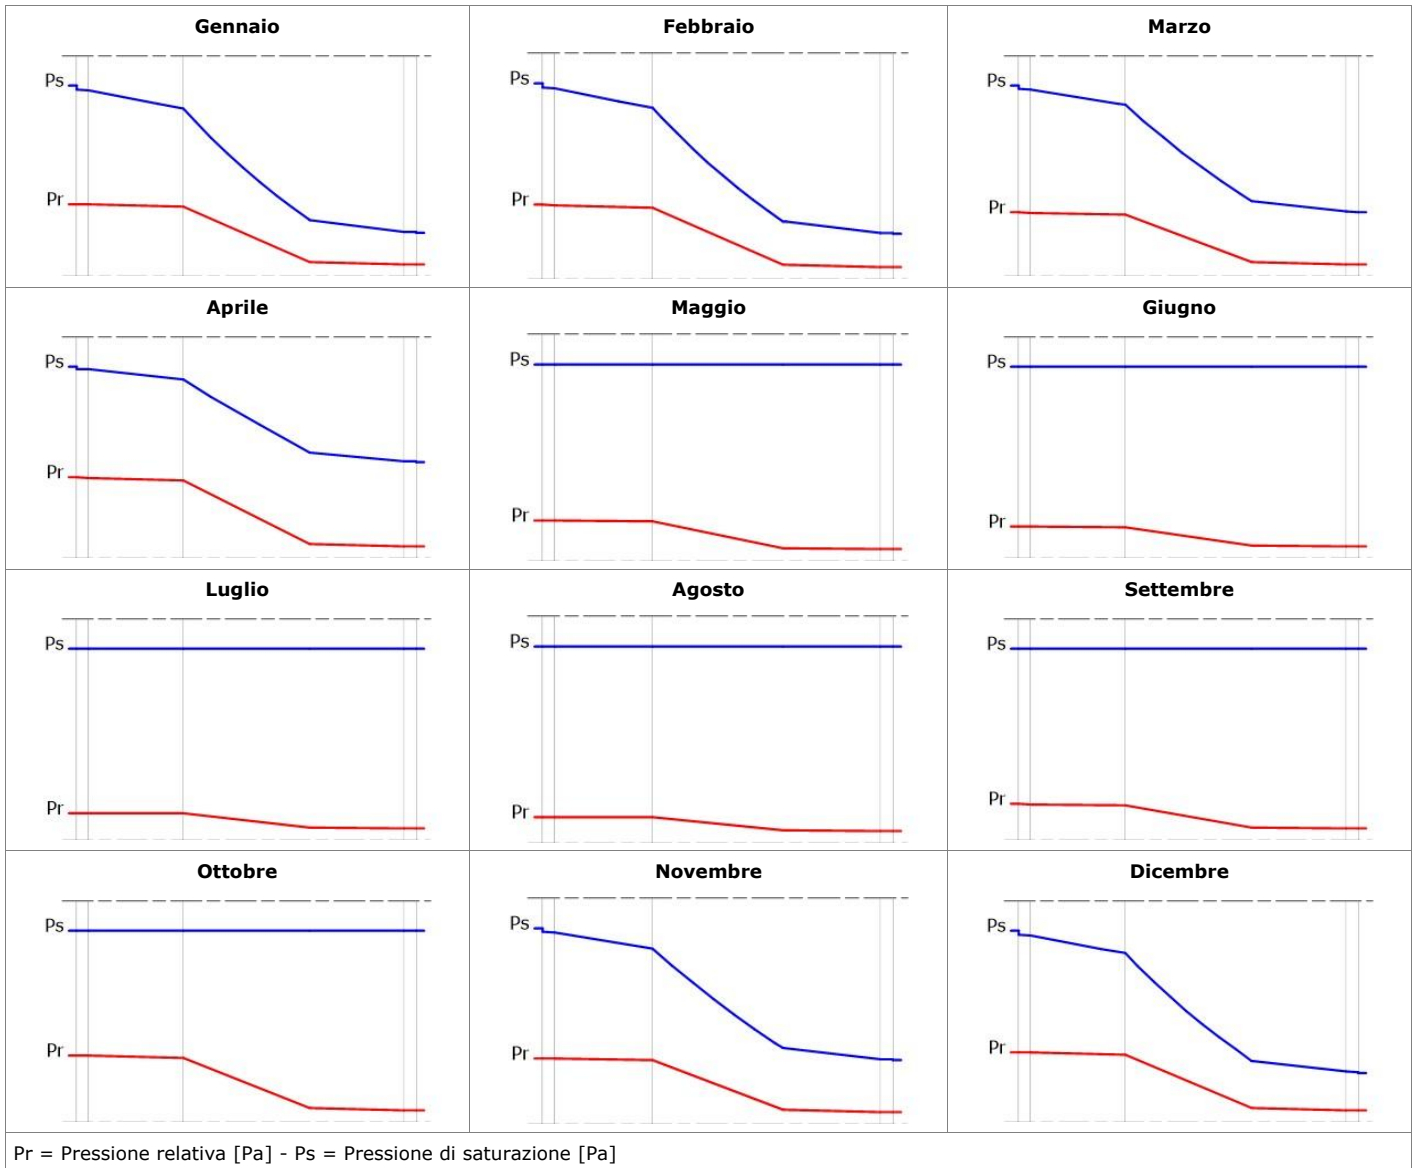 Gennaio
Febbraio
Marzo
Ps
Pr
Ps
Pr
Ps
Pr
Aprile
Maggio
Giugno
Ps
Pr
Ps
Pr
Ps
Pr
Luglio
Agosto
Settembre
Ps
Pr
Ps
Pr
Ps
Pr
Ottobre
Novembre
Dicembre
Ps
Pr
Ps
Pr
Ps
Pr
Pr = Pressione relativa [Pa] - Ps = Pressione di saturazione [Pa]